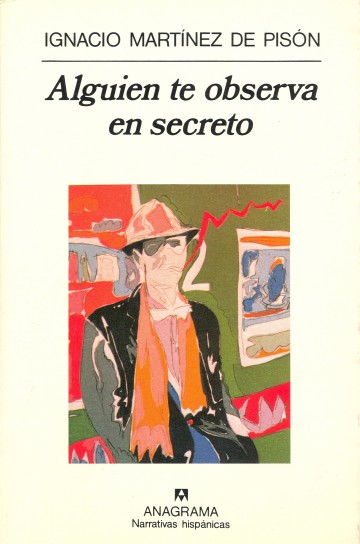 IGNACIO MARTÍNEZ DE PISÓN
Alguien te observa
en secreto
ANAGRAMA
Narrativas hispánicas